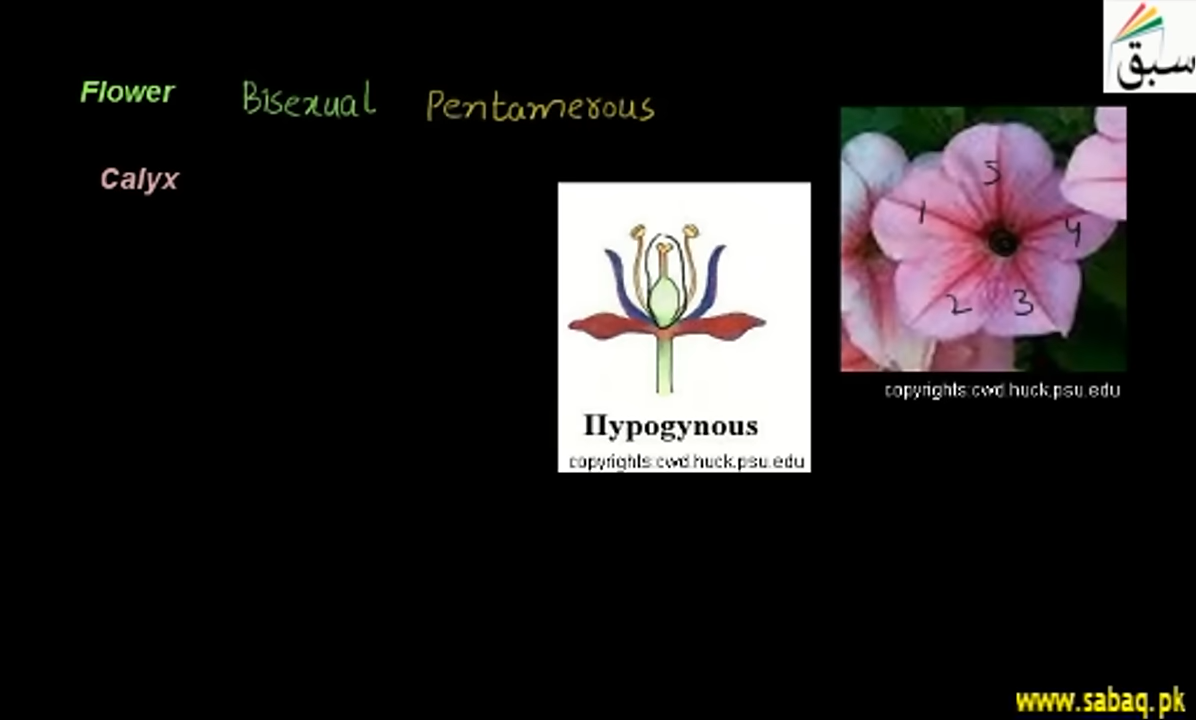 سبق
Flower Bisexual Pentamerous
Calyx
5
1
4
2 3
copyrights:cwd.huck.psu.edu
Hypogynous
copyrights:cwd.huck.psu.edu
www.sabaq.pk